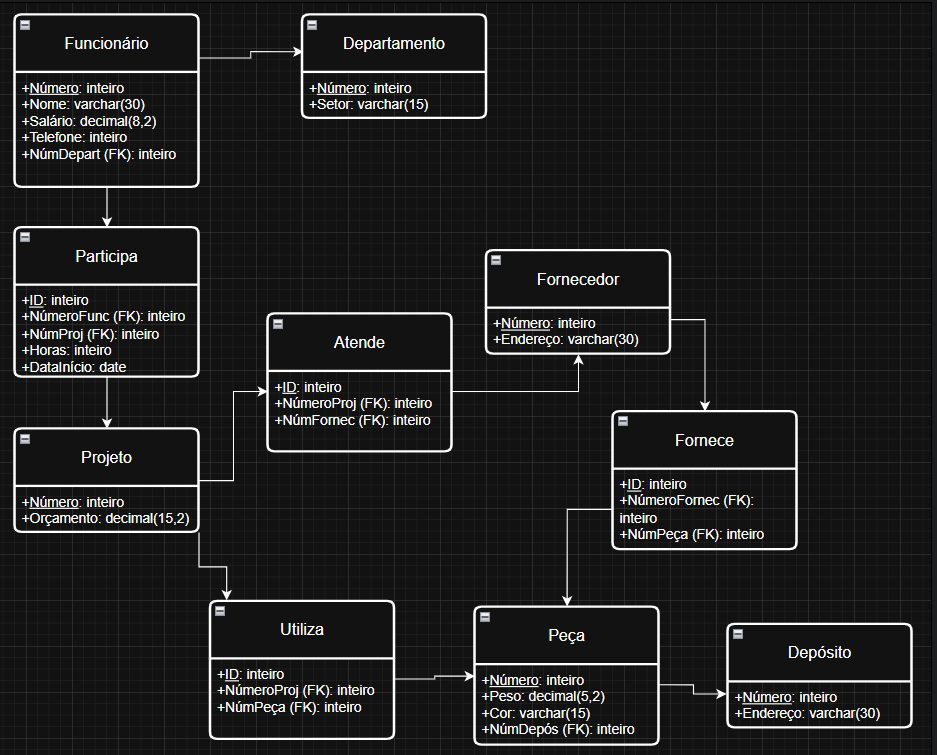 Funcionário
+Número: inteiro
+Nome: varchar(30)
+Salário: decimal(8,2)
+Telefone: inteiro
+NúmDepart (FK): inteiro
Departamento
+Número: inteiro
+Setor: varchar(15)
Participa
+ID: inteiro
+NúmeroFunc (FK): inteiro
+NúmProj (FK): inteiro
+Horas: inteiro
+DataInício: date
Atende
+ID: inteiro
+NúmeroProj (FK): inteiro
+NúmFornec (FK): inteiro
Fornecedor
+Número: inteiro
+Endereço: varchar(30)
Projeto
+Número: inteiro
+Orçamento: decimal(15,2)
Fornece
+ID: inteiro
+NúmeroFornec (FK):
inteiro
+NúmPeça (FK): inteiro
Utiliza
+ID: inteiro
+NúmeroProj (FK): inteiro
+NúmPeça (FK): inteiro
Peça
+Número: inteiro
+Peso: decimal(5,2)
+Cor: varchar(15)
+NúmDepós (FK): inteiro
Depósito
+Número: inteiro
+Endereço: varchar(30)